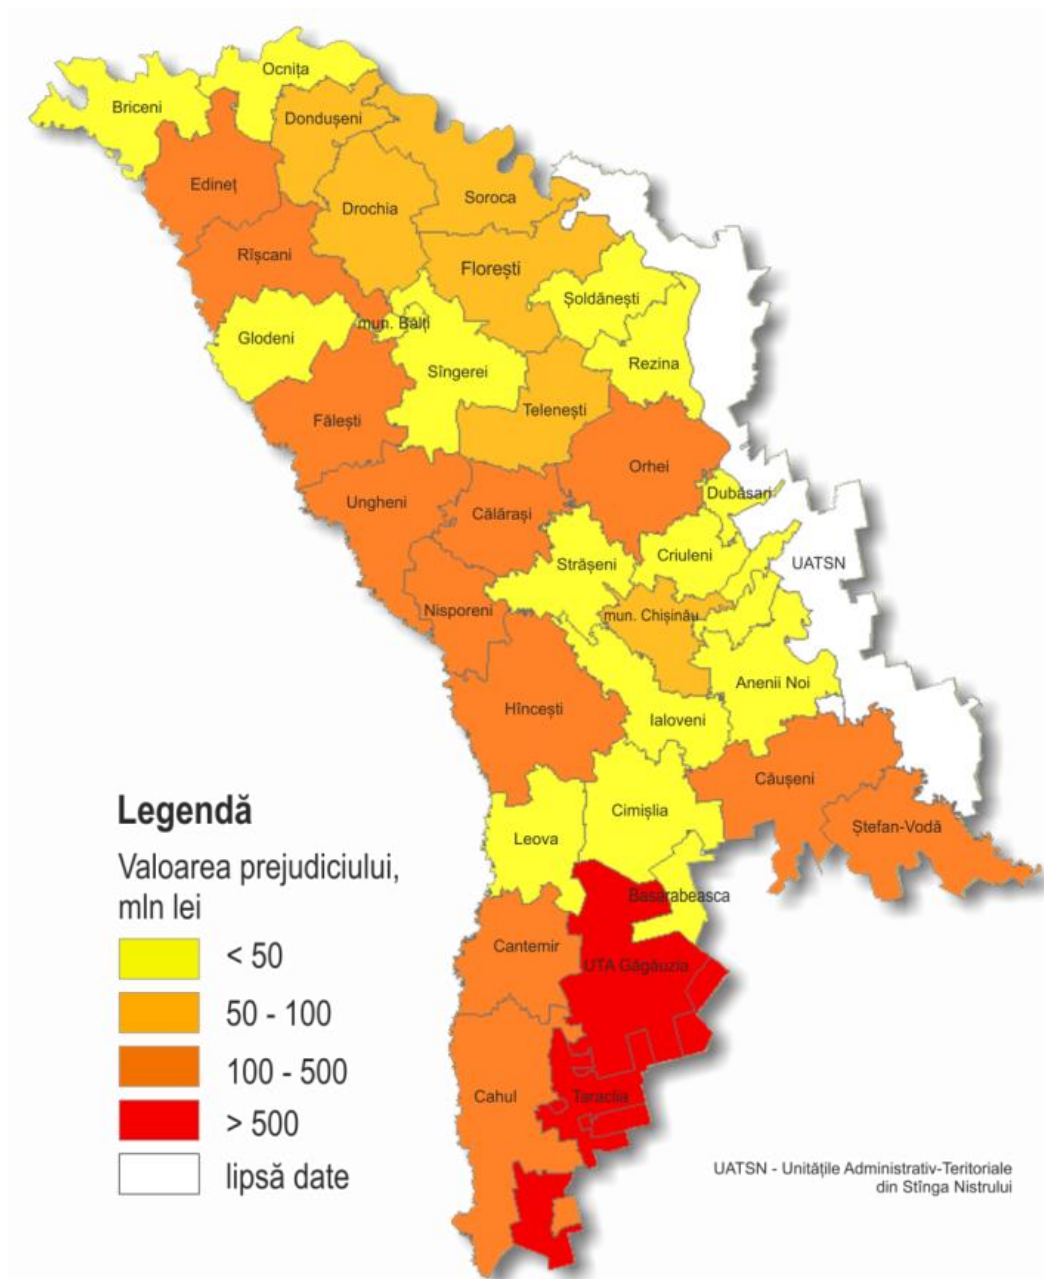 Ocnița
Briceni
Dondușeni
Edineț
Soroca
Drochia
Rîșcani
Florești
Șoldănești
mun. Bălți
Glodeni
Rezina
Sîngerei
Telenești
Fălești
Orhei
Dubăsari
Ungheni
Călărași
Criuleni
Strășeni
UATSN
Nisporeni
mun. Chișinău
Anenii Noi
Hîncești
Ialoveni
Căușeni
Cimișlia
Ștefan-Vodă
Leova
Basarabeasca
Cantemir
UTA Găgăuzia
Cahul
Taraclia
Legendă
Valoarea prejudiciului,
mln lei
< 50
50 - 100
100 - 500
> 500
lipsă date
UATSN - Unitățile Administrativ-Teritoriale
din Stînga Nistrului